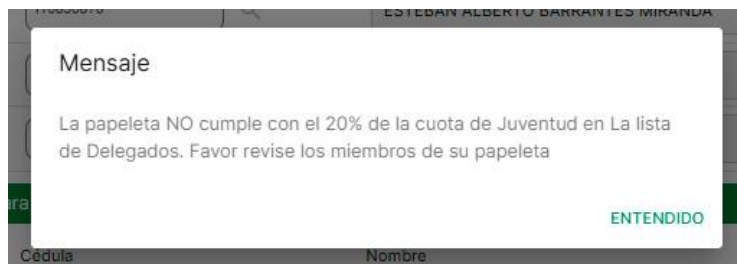 ESTEBAN ALBERTO BARRANTES MIRANDA
Mensaje
La papeleta NO cumple con el 20% de la cuota de Juventud en La lista
de Delegados. Favor revise los miembros de su papeleta
ara
ENTENDIDO
Cédula Nombre